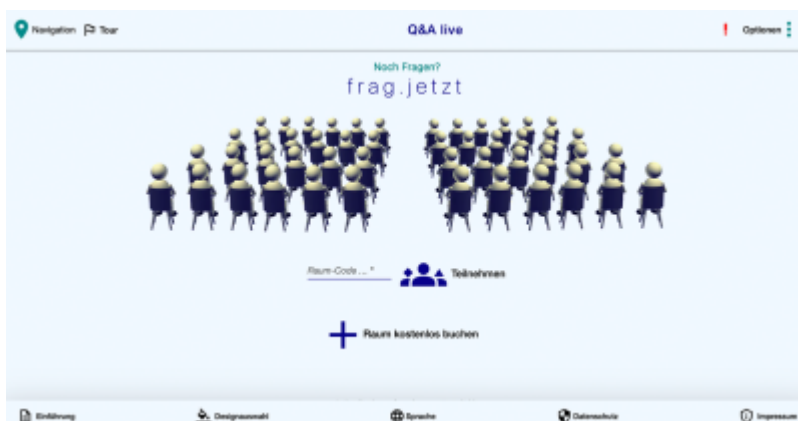 Navigation Tour Q&A live Optionen
Noch Fragen?
frag.jetzt
Raum-Code ... * Teilnehmen
Raum kostenlos buchen
Einführung Designauswahl Sprache Datenschutz Impressum